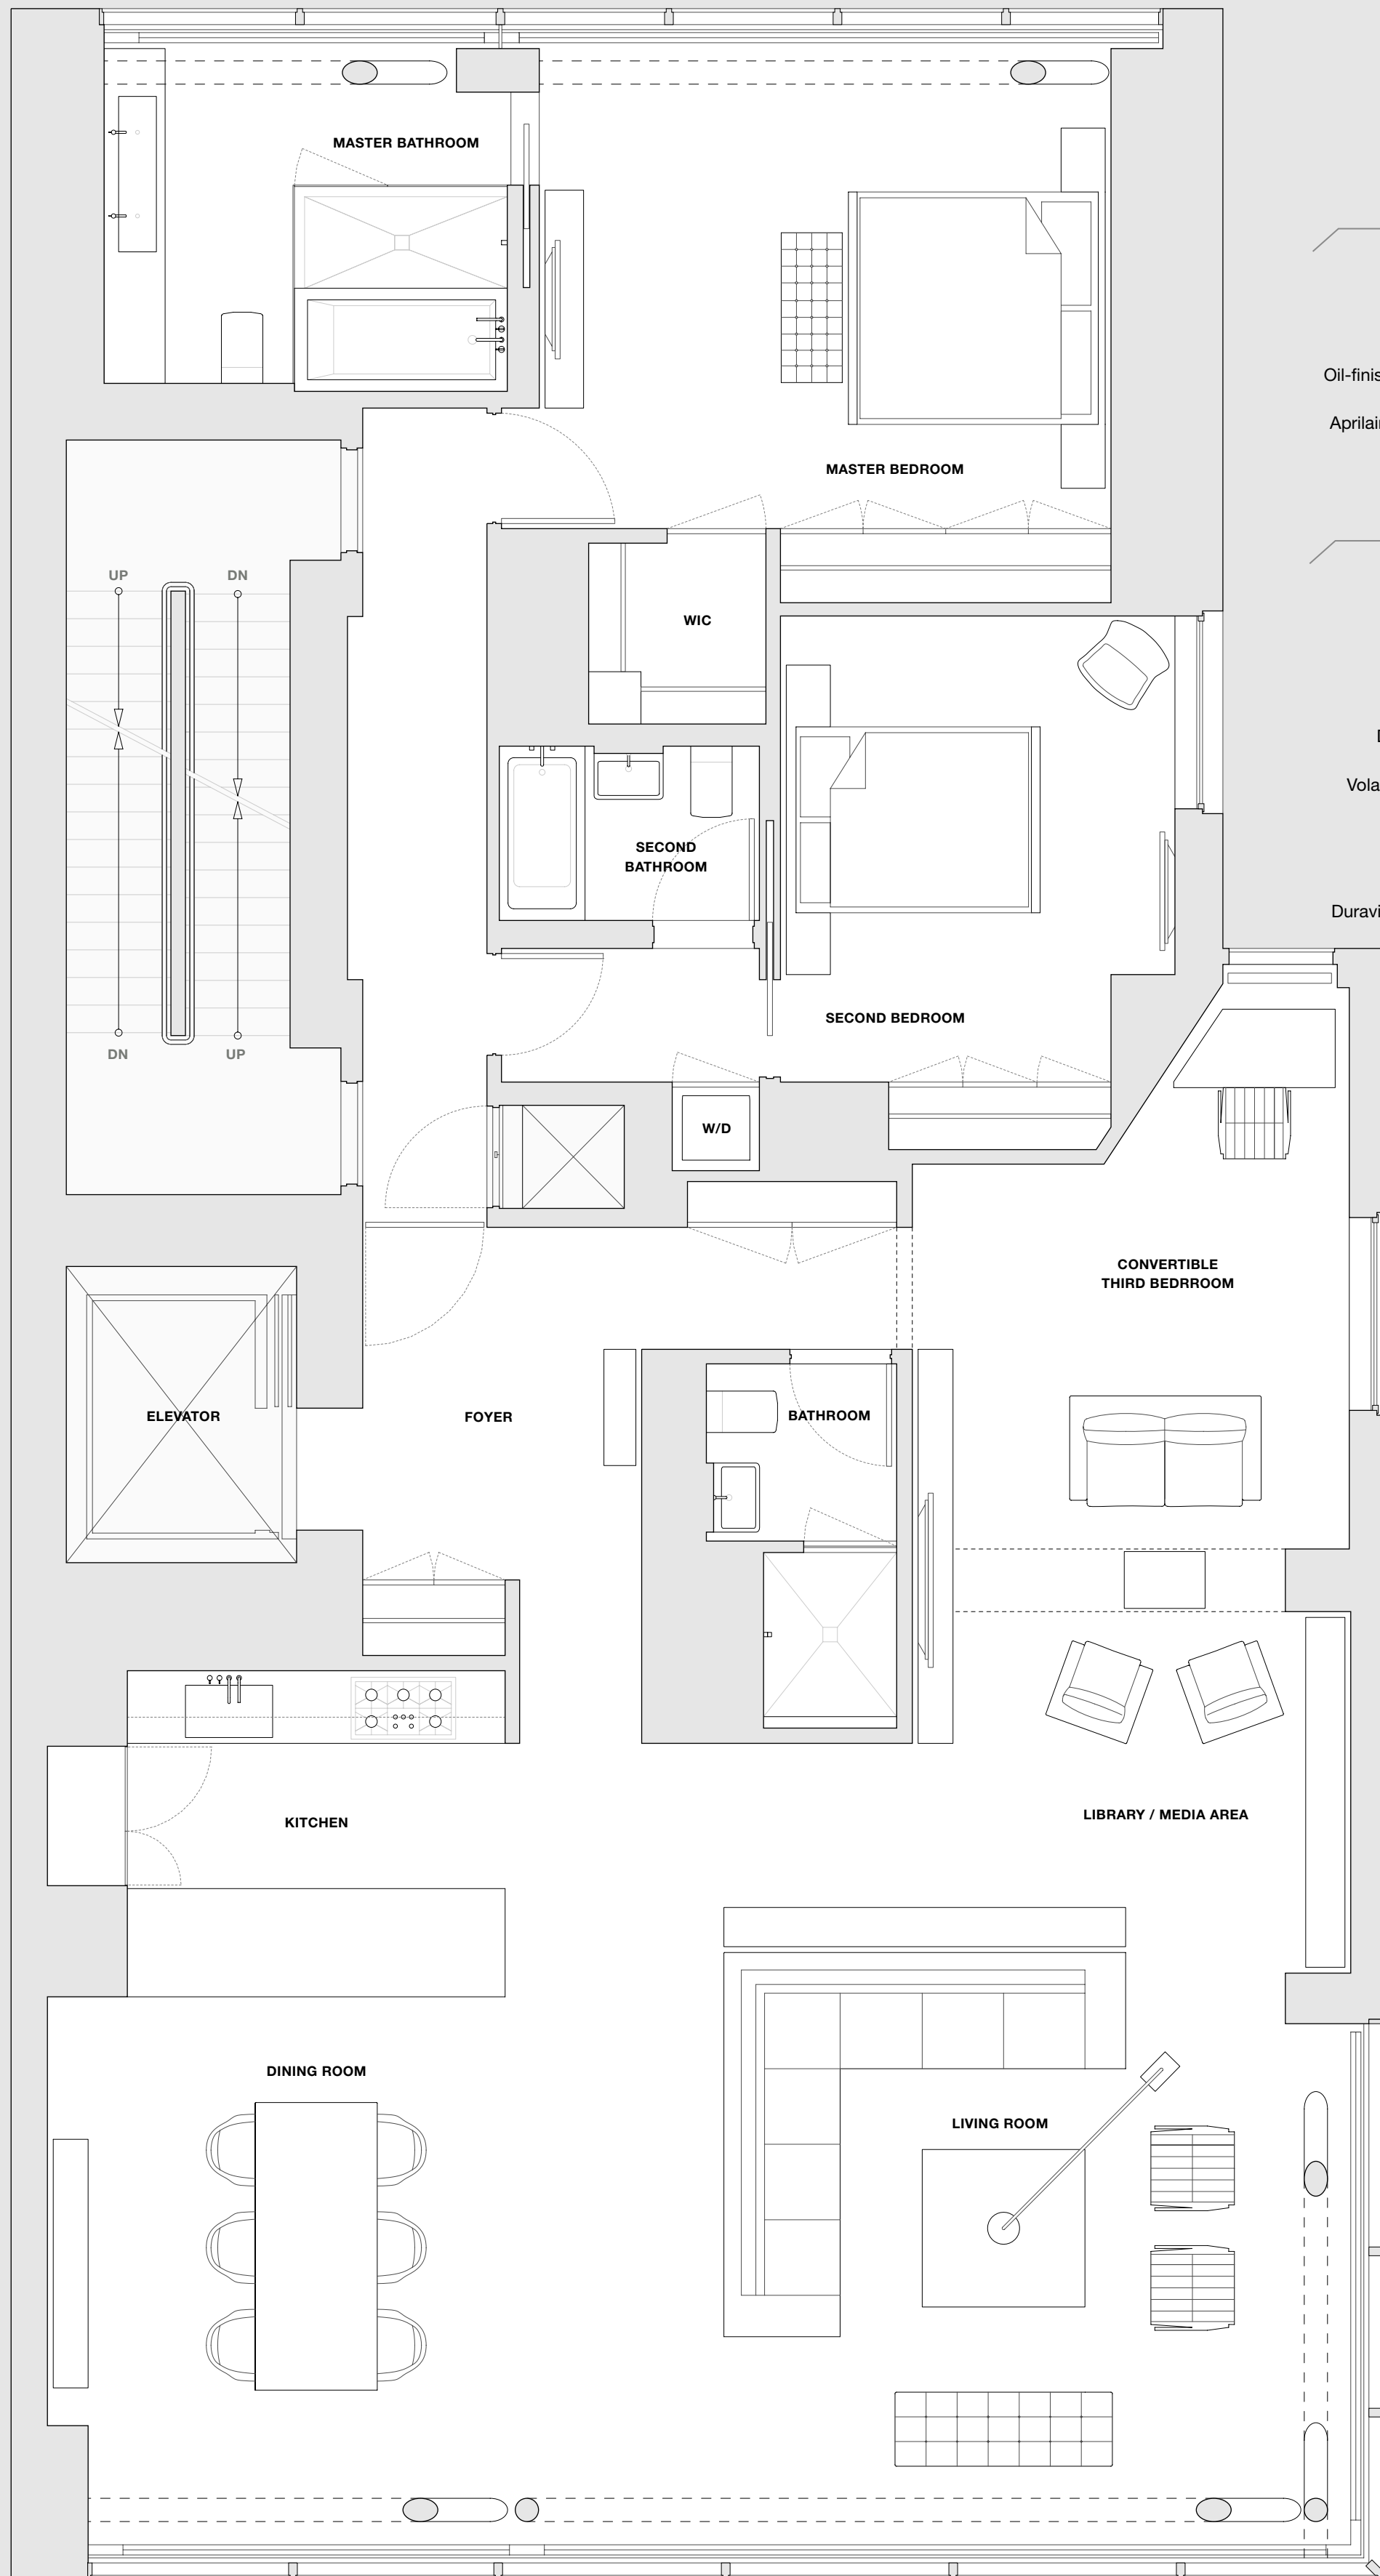 MASTER BATHROOM
Oil-finis
Aprilair
MASTER BEDROOM
UP
DN
WIC
D
Vola
SECOND
BATHROOM
Duravi
SECOND BEDROOM
DN
UP
W/D
CONVERTIBLE
THIRD BEDRROOM
ELEVATOR
FOYER
BATHROOM
LIBRARY / MEDIA AREA
KITCHEN
DINING ROOM
LIVING ROOM